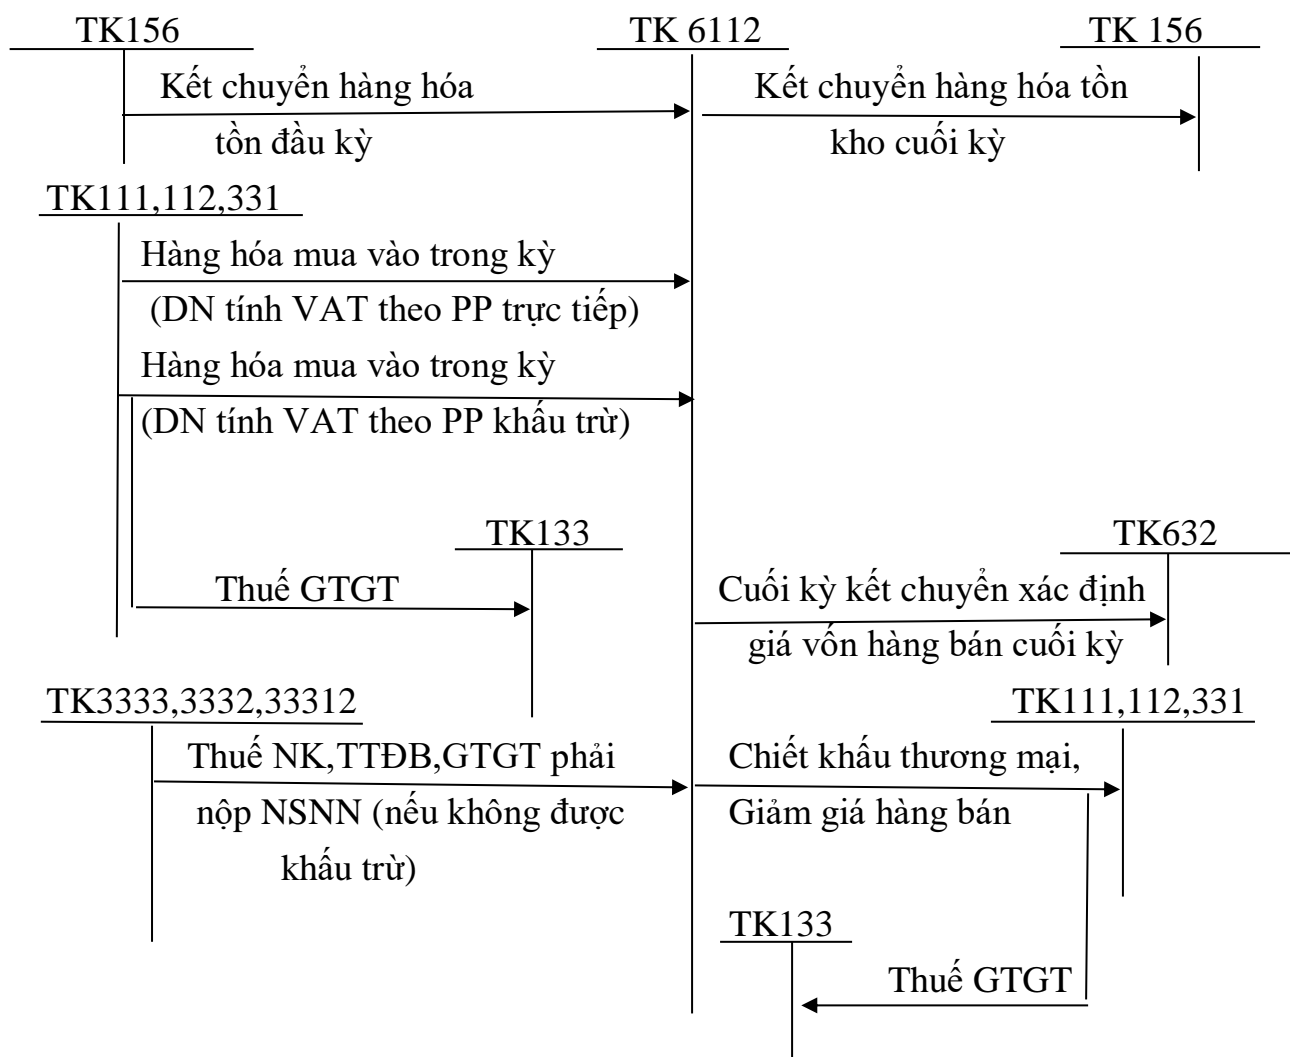 TK156
TK 6112
TK 156
Kết chuyển hàng hóa
tồn đầu kỳ
Kết chuyển hàng hóa tồn
kho cuối kỳ
TK111,112,331
Hàng hóa mua vào trong kỳ
(DN tính VAT theo PP trực tiếp)
Hàng hóa mua vào trong kỳ
(DN tính VAT theo PP khấu trừ)
TK133
TK632
Thuế GTGT
Cuối kỳ kết chuyển xác định
giá vốn hàng bán cuối kỳ
TK3333,3332,33312
TK111,112,331
Thuế NK,TTĐB,GTGT phải
nộp NSNN (nếu không được
khấu trừ)
Chiết khấu thương mại,
Giảm giá hàng bán
TK133
Thuế GTGT